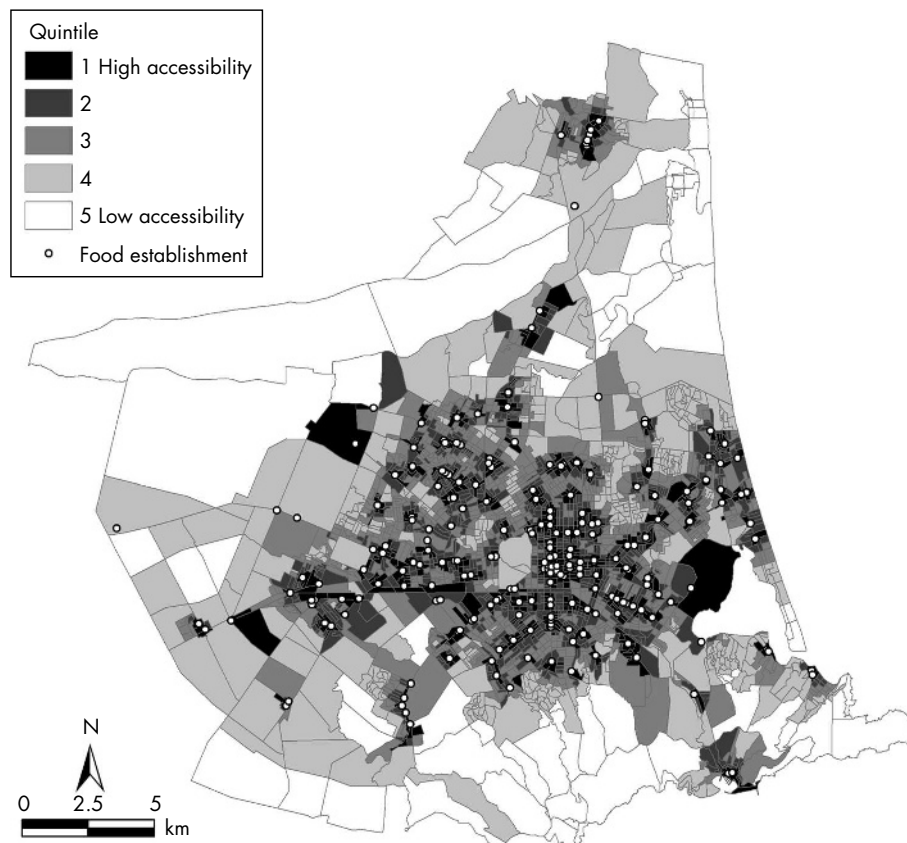 Quintile
1 High accessibility
2
3
4
5 Low accessibility
Food establishment
N
0 2.5 5
km